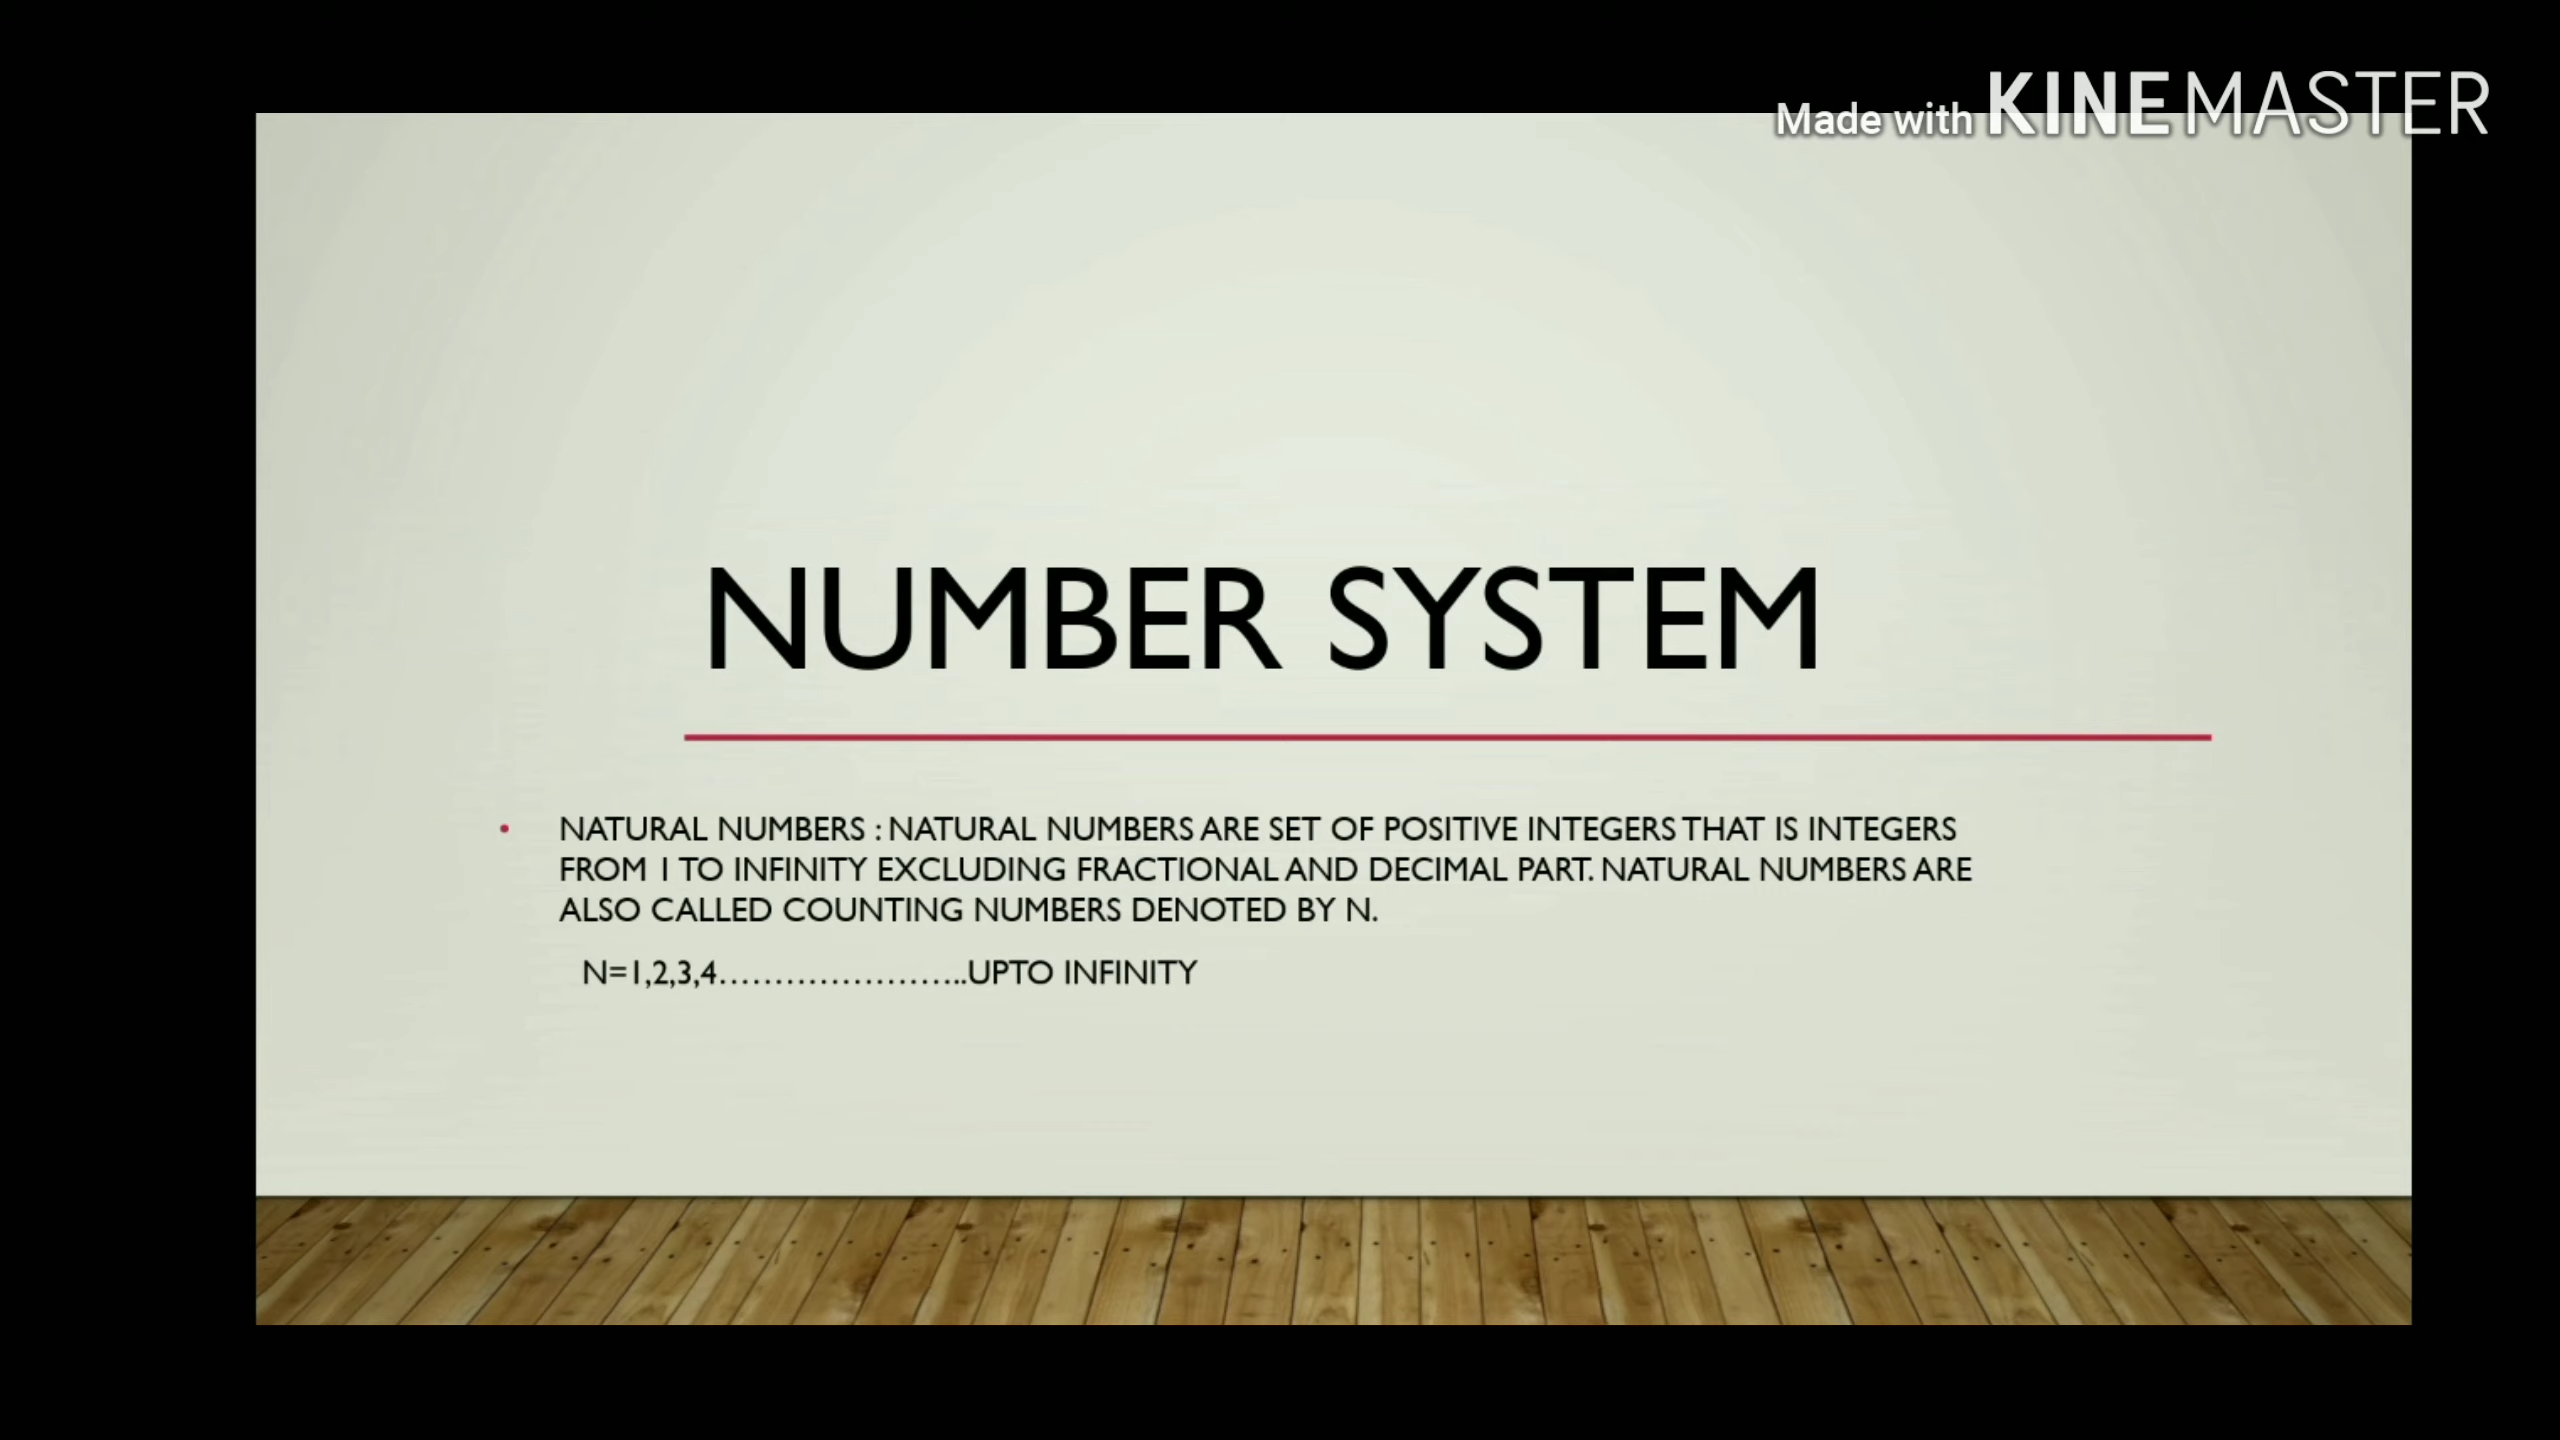 Made with KINEMASTER
NUMBER SYSTEM
• NATURAL NUMBERS : NATURAL NUMBERS ARE SET OF POSITIVE INTEGERS THAT IS INTEGERS
FROM 1 TO INFINITY EXCLUDING FRACTIONAL AND DECIMAL PART. NATURAL NUMBERS ARE
ALSO CALLED COUNTING NUMBERS DENOTED BY N.
N=1,2,3,4……………………..UPTO INFINITY